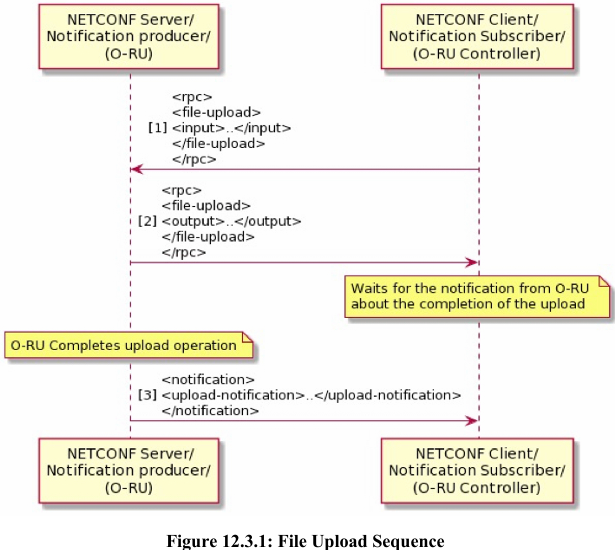 NETCONF Server/
Notification producer/
(O-RU)
NETCONF Client/
Notification Subscriber/
(O-RU Controller)
<rpc>
<file-upload>
[1] <input>..</input>
</file-upload>
</rpc>
<rpc>
<file-upload>
[2] <output>..</output>
</file-upload>
</rpc>
Waits for the notification from O-RU
about the completion of the upload
O-RU Completes upload operation
<notification>
[3] <upload-notification>..</upload-notification>
</notification>
NETCONF Server/
Notification producer/
(O-RU)
NETCONF Client/
Notification Subscriber/
(O-RU Controller)
Figure 12.3.1: File Upload Sequence